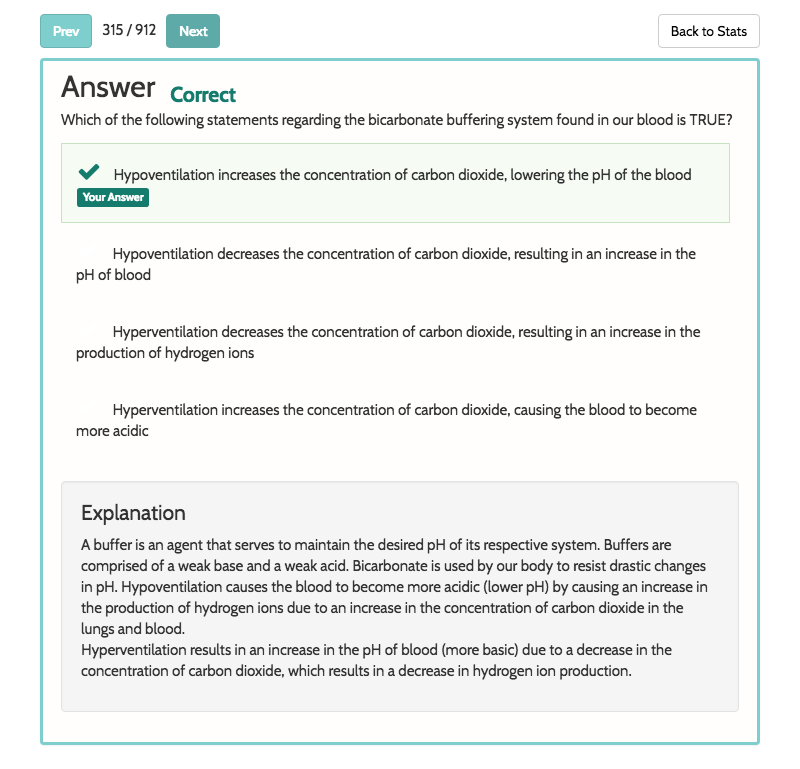 Prev 315 / 912 Next Back to Stats
Answer Correct
Which of the following statements regarding the bicarbonate buffering system found in our blood is TRUE?
Hypoventilation increases the concentration of carbon dioxide, lowering the pH of the blood
Your Answer
Hypoventilation decreases the concentration of carbon dioxide, resulting in an increase in the
pH of blood
Hyperventilation decreases the concentration of carbon dioxide, resulting in an increase in the
production of hydrogen ions
Hyperventilation increases the concentration of carbon dioxide, causing the blood to become
more acidic
Explanation
A buffer is an agent that serves to maintain the desired pH of its respective system. Buffers are
comprised of a weak base and a weak acid. Bicarbonate is used by our body to resist drastic changes
in pH. Hypoventilation causes the blood to become more acidic (lower pH) by causing an increase in
the production of hydrogen ions due to an increase in the concentration of carbon dioxide in the
lungs and blood.
Hyperventilation results in an increase in the pH of blood (more basic) due to a decrease in the
concentration of carbon dioxide, which results in a decrease in hydrogen ion production.